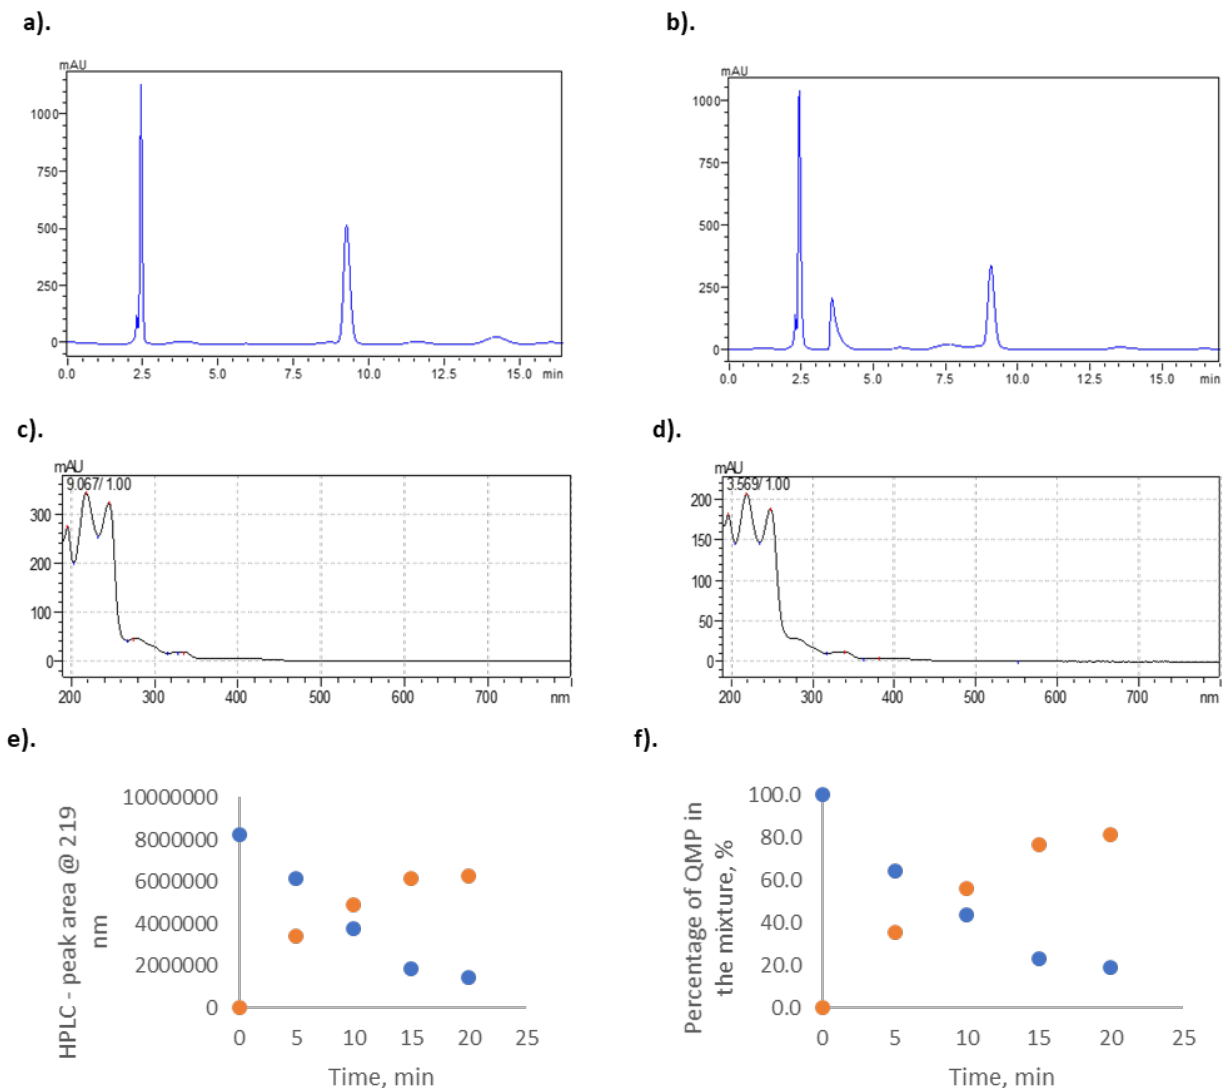 a).
mAU
1000
750
500
250
0
0.0 2.5 5.0 7.5 10.0 12.5 15.0 min
b).
mAU
1000
750
500
250
0
0.0 2.5 5.0 7.5 10.0 12.5 15.0 min
c).
mAU
9.067/ 1.00
300
200
100
0
200 300 400 500 600 700 nm
d).
mAU
3.569/ 1.00
200
150
100
50
0
200 300 400 500 600 700 nm
e).
HPLC - peak area @ 219
nm
10000000
8000000
6000000
4000000
2000000
0
0 5 10 15 20 25
Time, min
f).
Percentage of QMP in
the mixture, %
100.0
80.0
60.0
40.0
20.0
0.0
0 5 10 15 20 25
Time, min